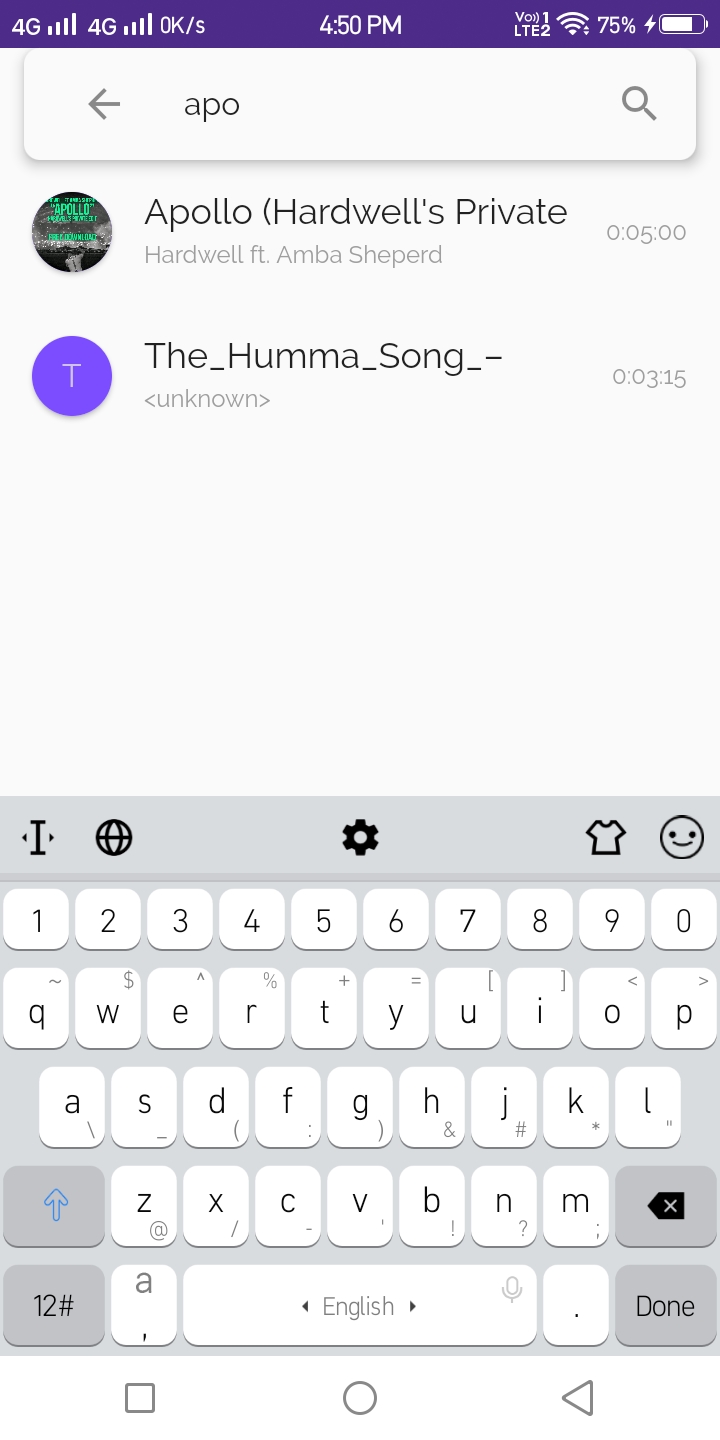 4G 4G 0K/s 4:50 PM Vo)) 1 LTE2 75%
apo
Apollo (Hardwell's Private
Hardwell ft. Amba Sheperd
0:05:00
"APOLLO"
T
The_Humma_Song_–
<unknown>
0:03:15
1 2 3 4 5 6 7 8 9 0
~ $ ^ % + = [ ] < >
q w e r t y u i o p
a s d f g h j k l
\ _ ( : ) & # * "
z x c v b n m
@ / - ' ! ? ;
12# a , English . Done